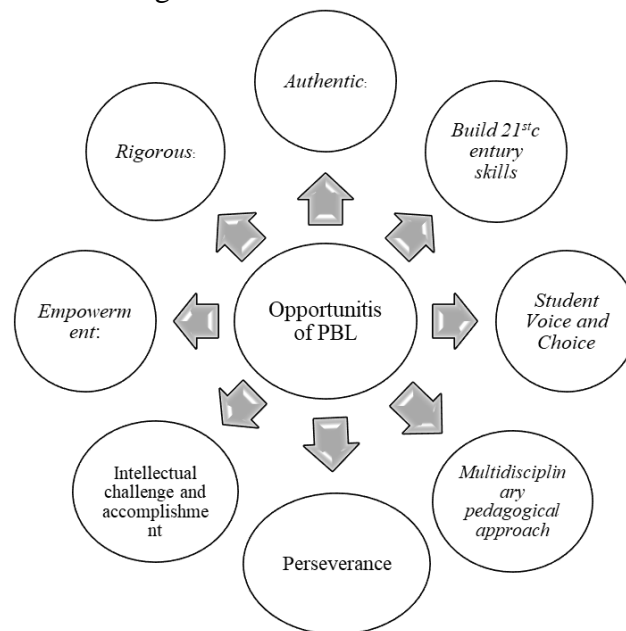 Authentic:
Build 21stc
entury
skills
Student
Voice and
Choice
Multidisciplin
ary
pedagogical
approach
Perseverance
Intellectual
challenge and
accomplishme
nt
Empowerm
ent:
Rigorous:
Opportunitis
of PBL